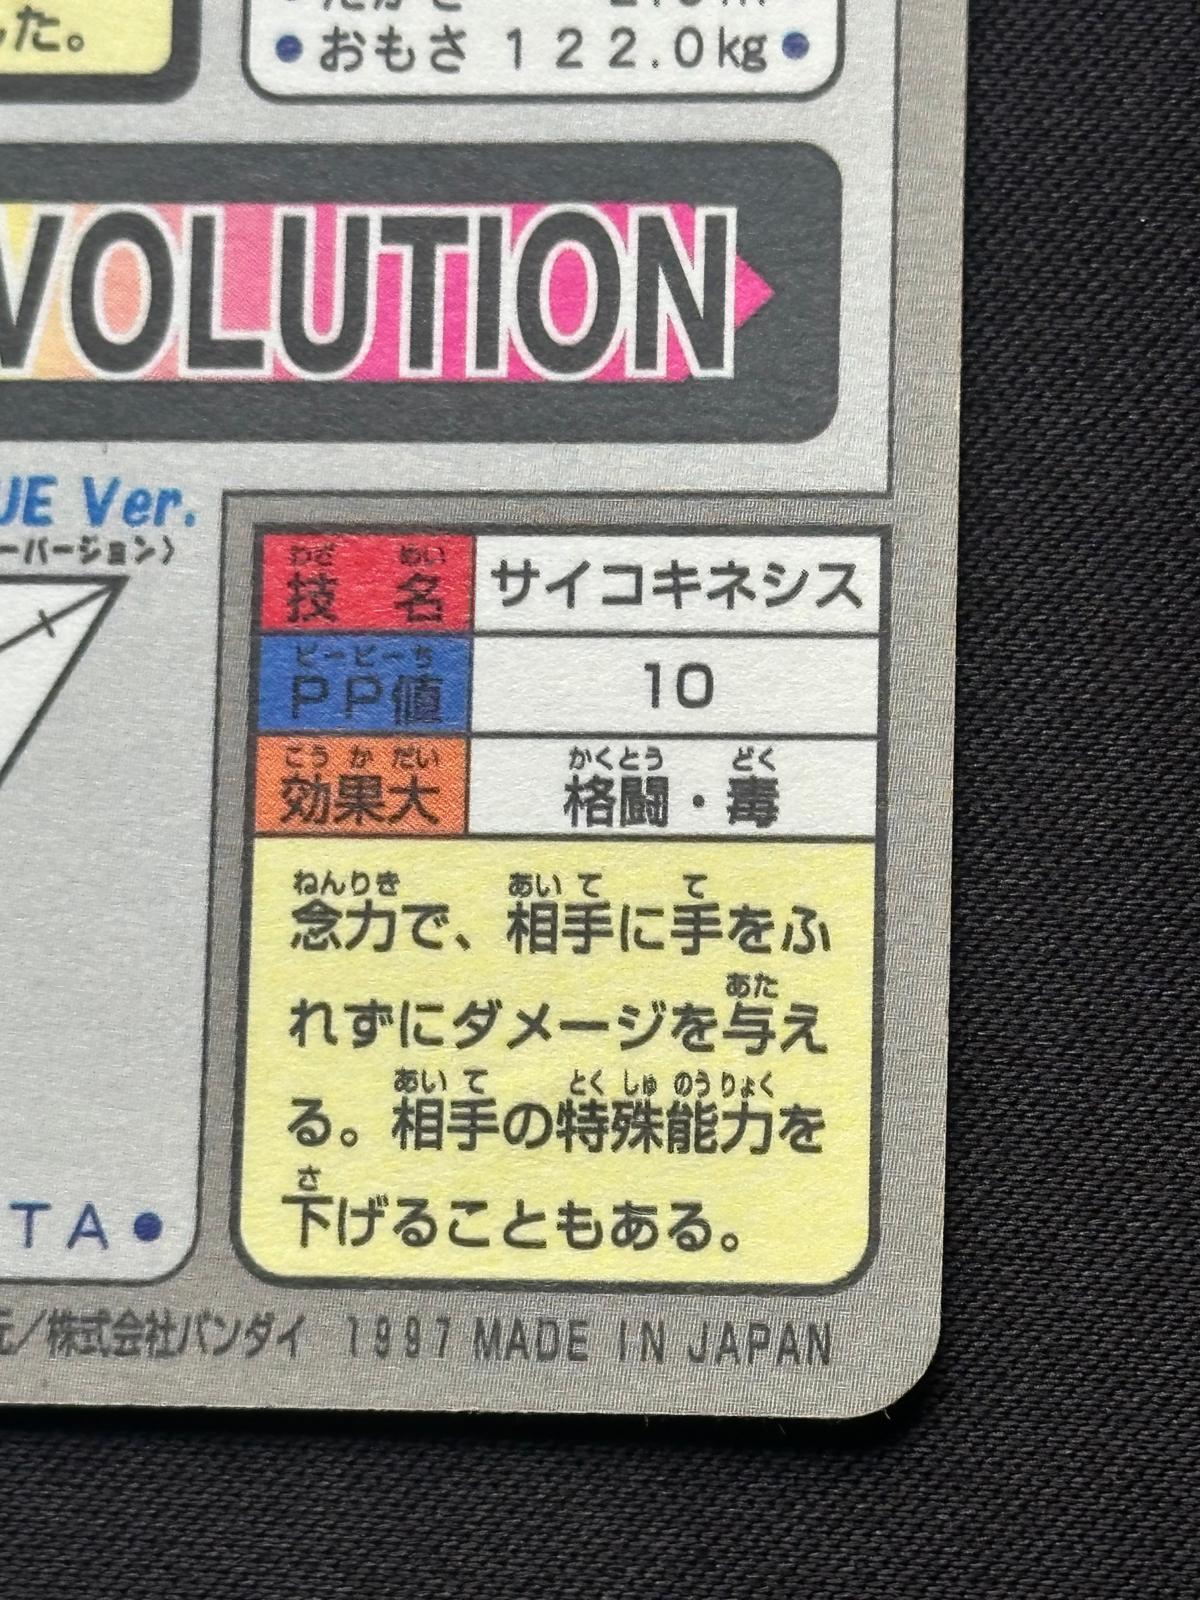 した。
おもさ 122.0kg
VOLUTION
UE Ver.
ーバージョン〉
わざ めい
技 名
サイコキネシス
ピーピーち
PP値
10
こうかだい
効果大
かくとう どく
格闘・毒
ねんりき あいて て
念力で、相手に手をふ
あた
れずにダメージを与え
あいて とくしゅのうりょく
る。相手の特殊能力を
さ
下げることもある。
TA●
元/株式会社バンダイ 1997 MADE IN JAPAN